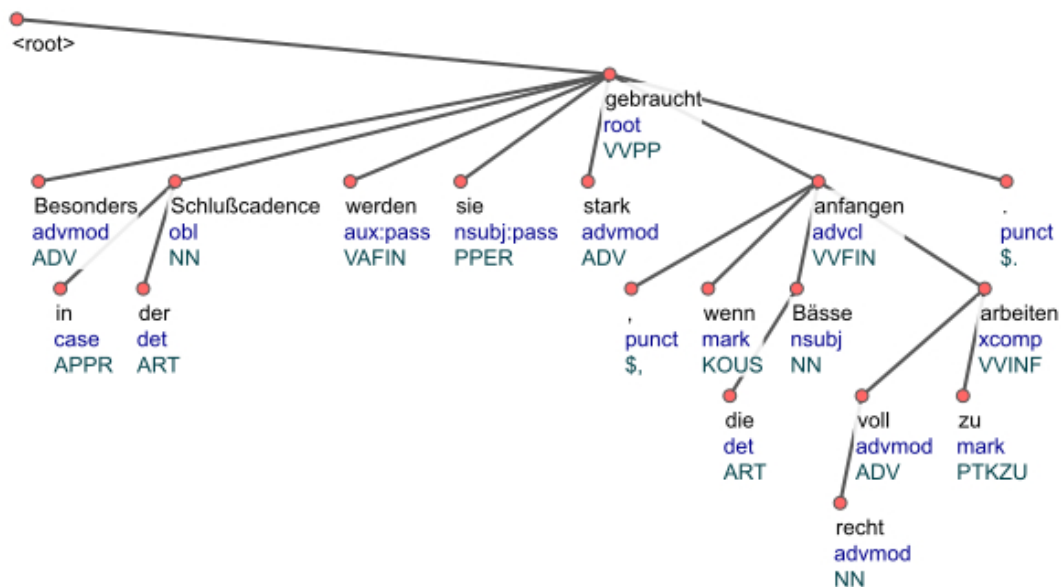 <root>
gebraucht
root
VVPP
Besonders Schlußcadence werden sie stark anfangen .
advmod obl aux:pass nsubj:pass advmod advcl punct
ADV NN VAFIN PPER ADV VVFIN $.
in der , wenn Bässe arbeiten
case det punct mark nsubj xcomp
APPR ART $, KOUS NN VVINF
die voll zu
det advmod mark
ART ADV PTKZU
recht
advmod
NN